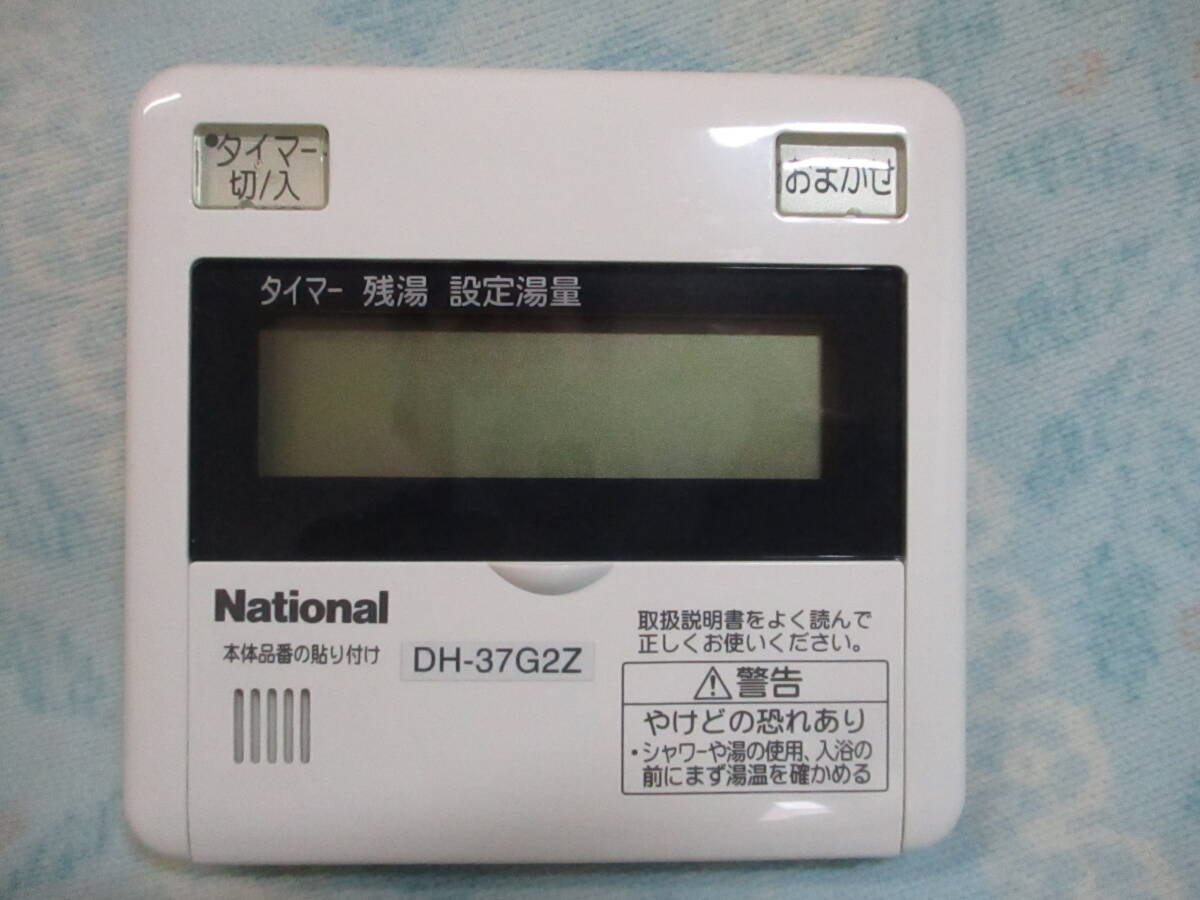 タイマー
切/入
おまかせ
タイマー 残湯 設定湯量
National
本体品番の貼り付け DH-37G2Z
取扱説明書をよく読んで
正しくお使いください。
警告
やけどの恐れあり
・シャワーや湯の使用、入浴の
前にまず湯温を確かめる